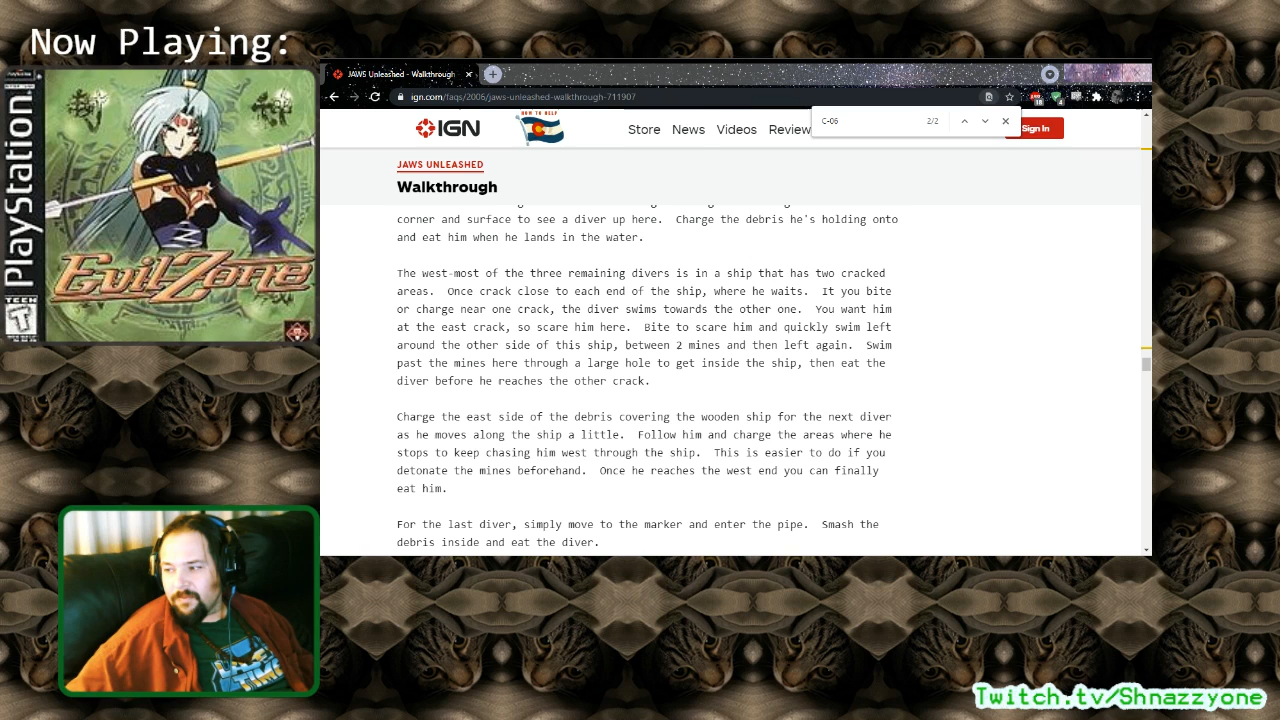 Now Playing:
PlayStation
EvilZone
TEEN
T
JAWS Unleashed - Walkthrough
ign.com/faqs/2006/jaws-unleashed-walkthrough-711907
C-06
2/2
IGN
HOW TO HELP
Store
News
Videos
Review
Sign In
JAWS UNLEASHED
Walkthrough
corner and surface to see a diver up here. Charge the debris he's holding onto
and eat him when he lands in the water.
The west-most of the three remaining divers is in a ship that has two cracked
areas. Once crack close to each end of the ship where he waits. It you bite
or charge near one crack, the diver swims towards the other one. You want him
at the east crack, so scare him here. Bite to scare him and quickly swim left
around the other side of this ship, between 2 mines and then left again. Swim
past the mines here through a large hole to get inside the ship, then eat the
diver before he reaches the other crack.
Charge the east side of the debris covering the wooden ship for the next diver
as he moves along the ship a little. Follow him and charge the areas where he
stops to keep chasing him west through the ship. This is easier to do if you
detonate the mines beforehand. Once he reaches the west end you can finally
eat him.
For the last diver, simply move to the marker and enter the pipe. Smash the
debris inside and eat the diver.
Twitch.tv/Shnazzyone